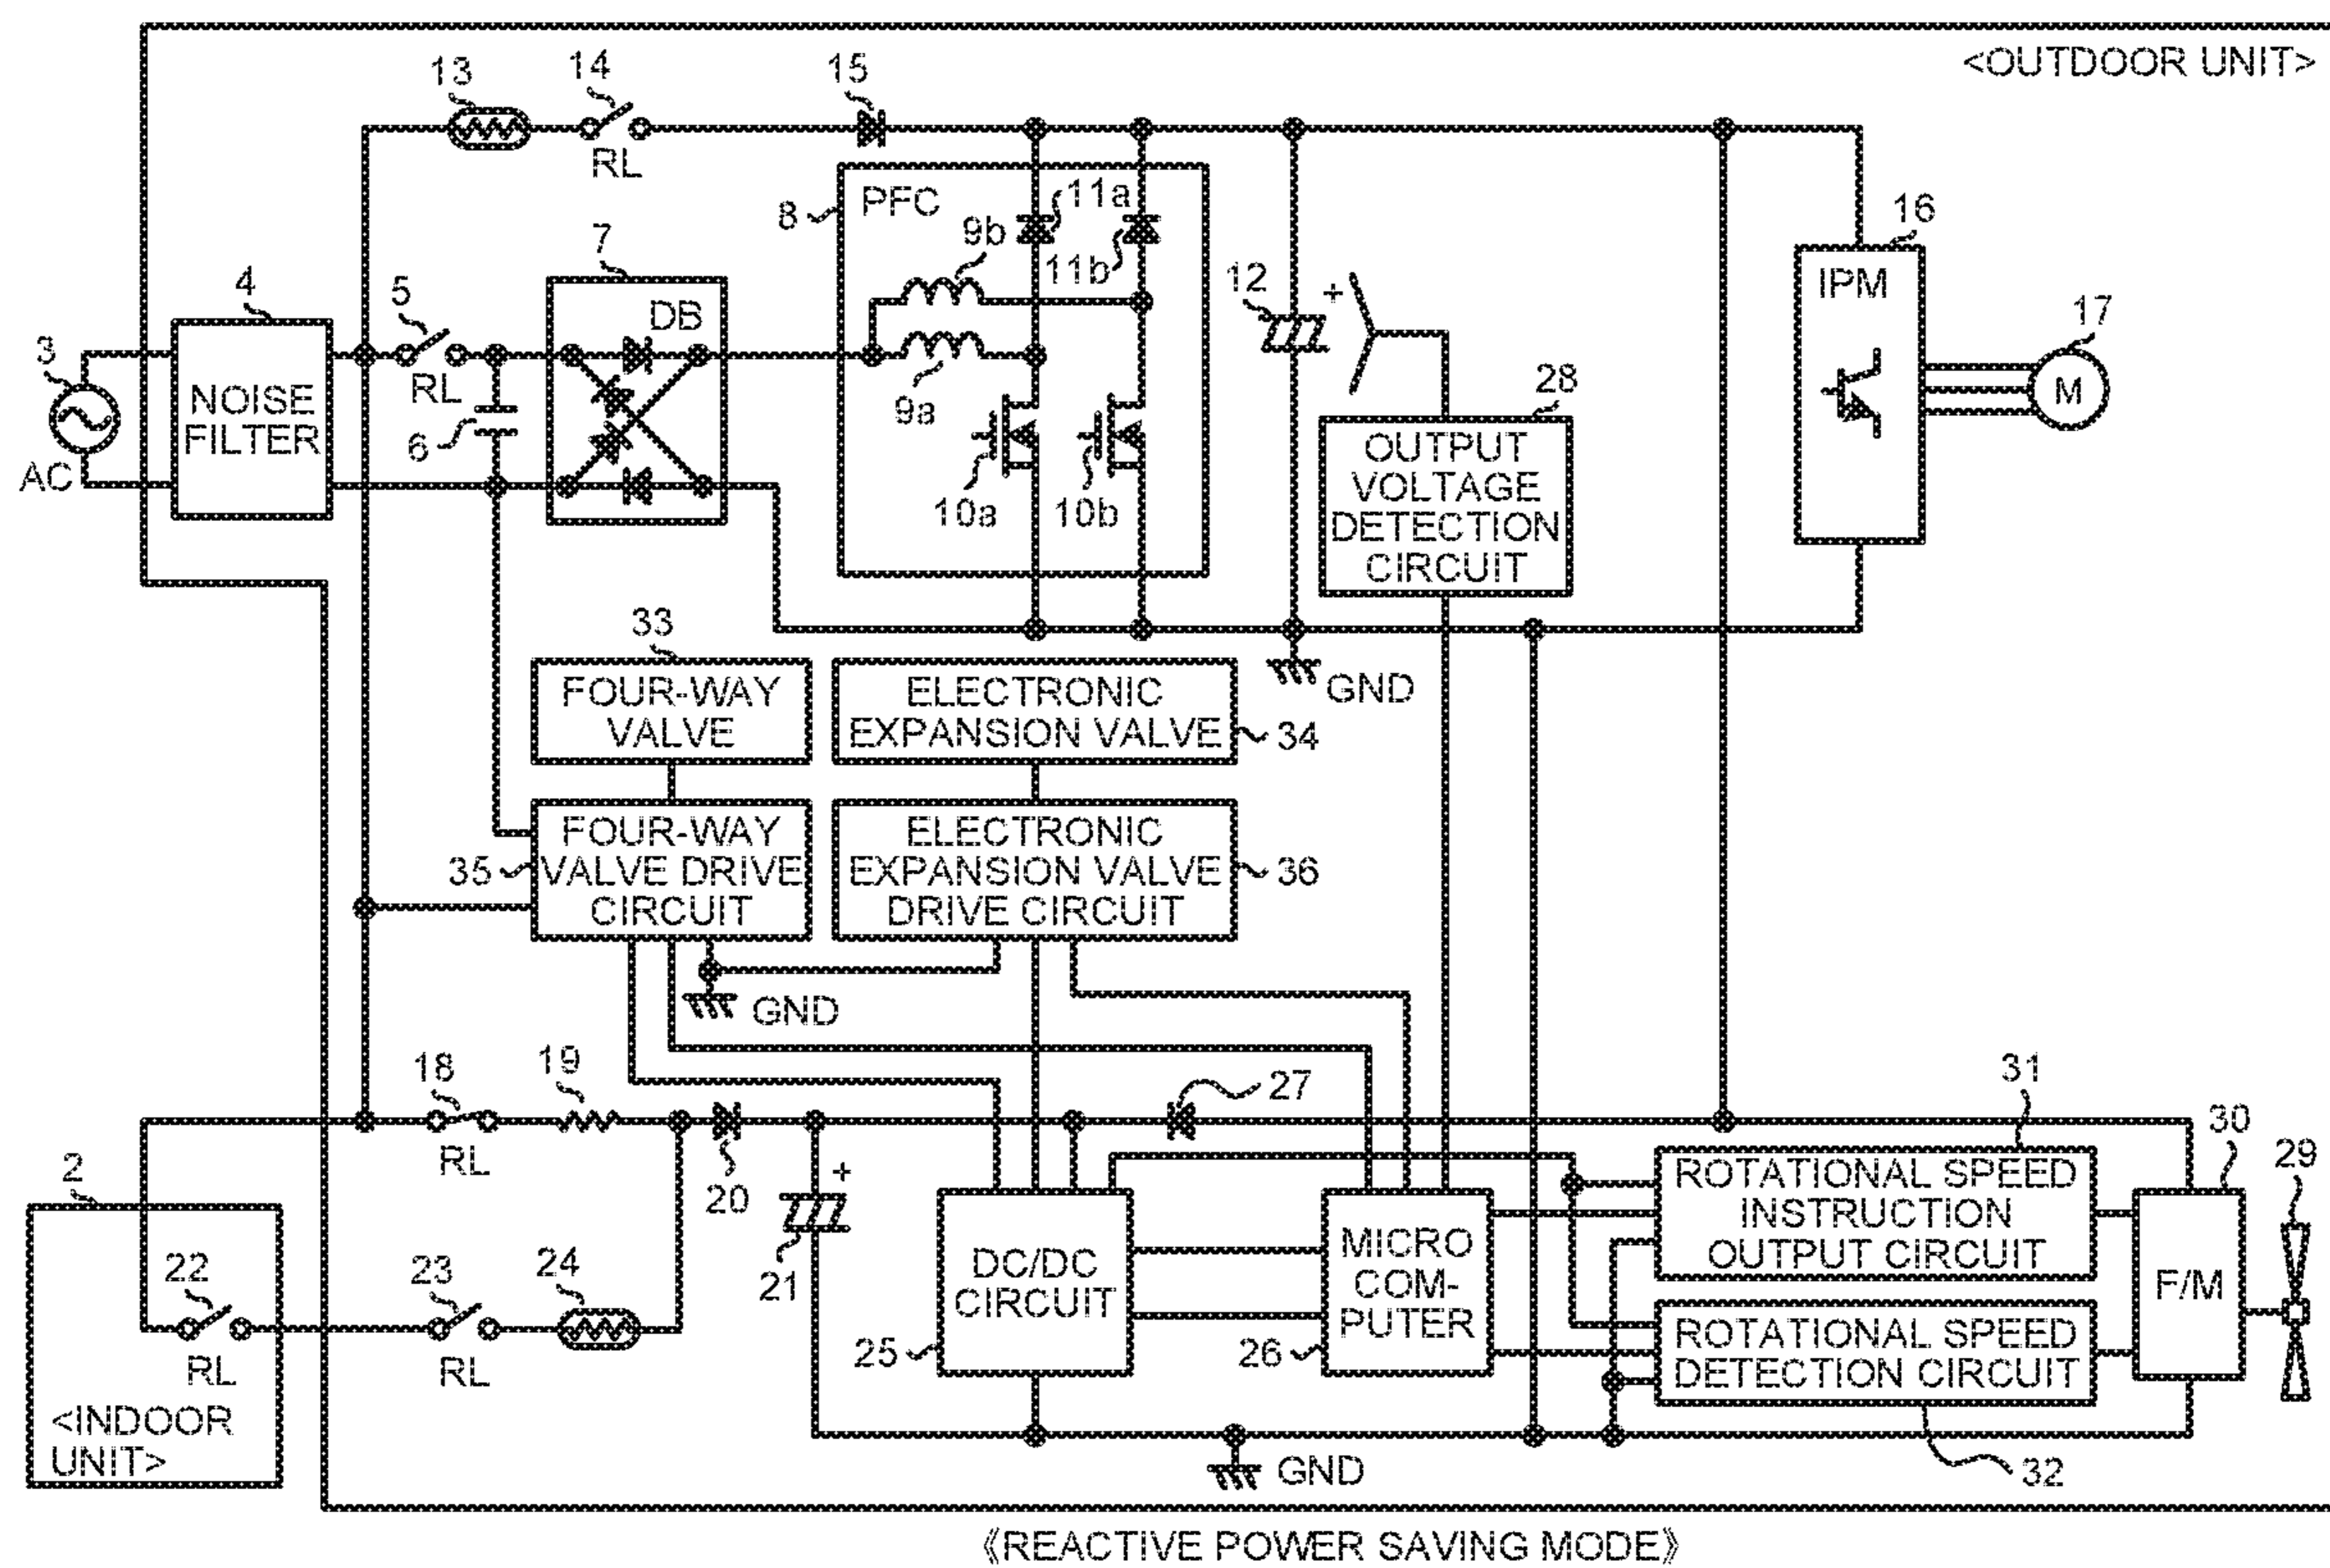 <OUTDOOR UNIT>
13
14
15
RL
PFC
8
11a
9b
11b
12
+
16
IPM
17
M
7
DB
4
5
3
NOISE
FILTER
RL
6
9a
AC
10a
10b
28
OUTPUT
VOLTAGE
DETECTION
CIRCUIT
33
FOUR-WAY
VALVE
ELECTRONIC
EXPANSION VALVE
34
GND
35
FOUR-WAY
VALVE DRIVE
CIRCUIT
ELECTRONIC
EXPANSION VALVE
DRIVE CIRCUIT
36
GND
18
19
27
31
RL
20
+
21
30
29
2
22
RL
23
RL
24
<INDOOR
UNIT>
DC/DC
CIRCUIT
25
MICRO
COM-
PUTER
26
ROTATIONAL SPEED
INSTRUCTION
OUTPUT CIRCUIT
ROTATIONAL SPEED
DETECTION CIRCUIT
F/M
32
GND
《REACTIVE POWER SAVING MODE》